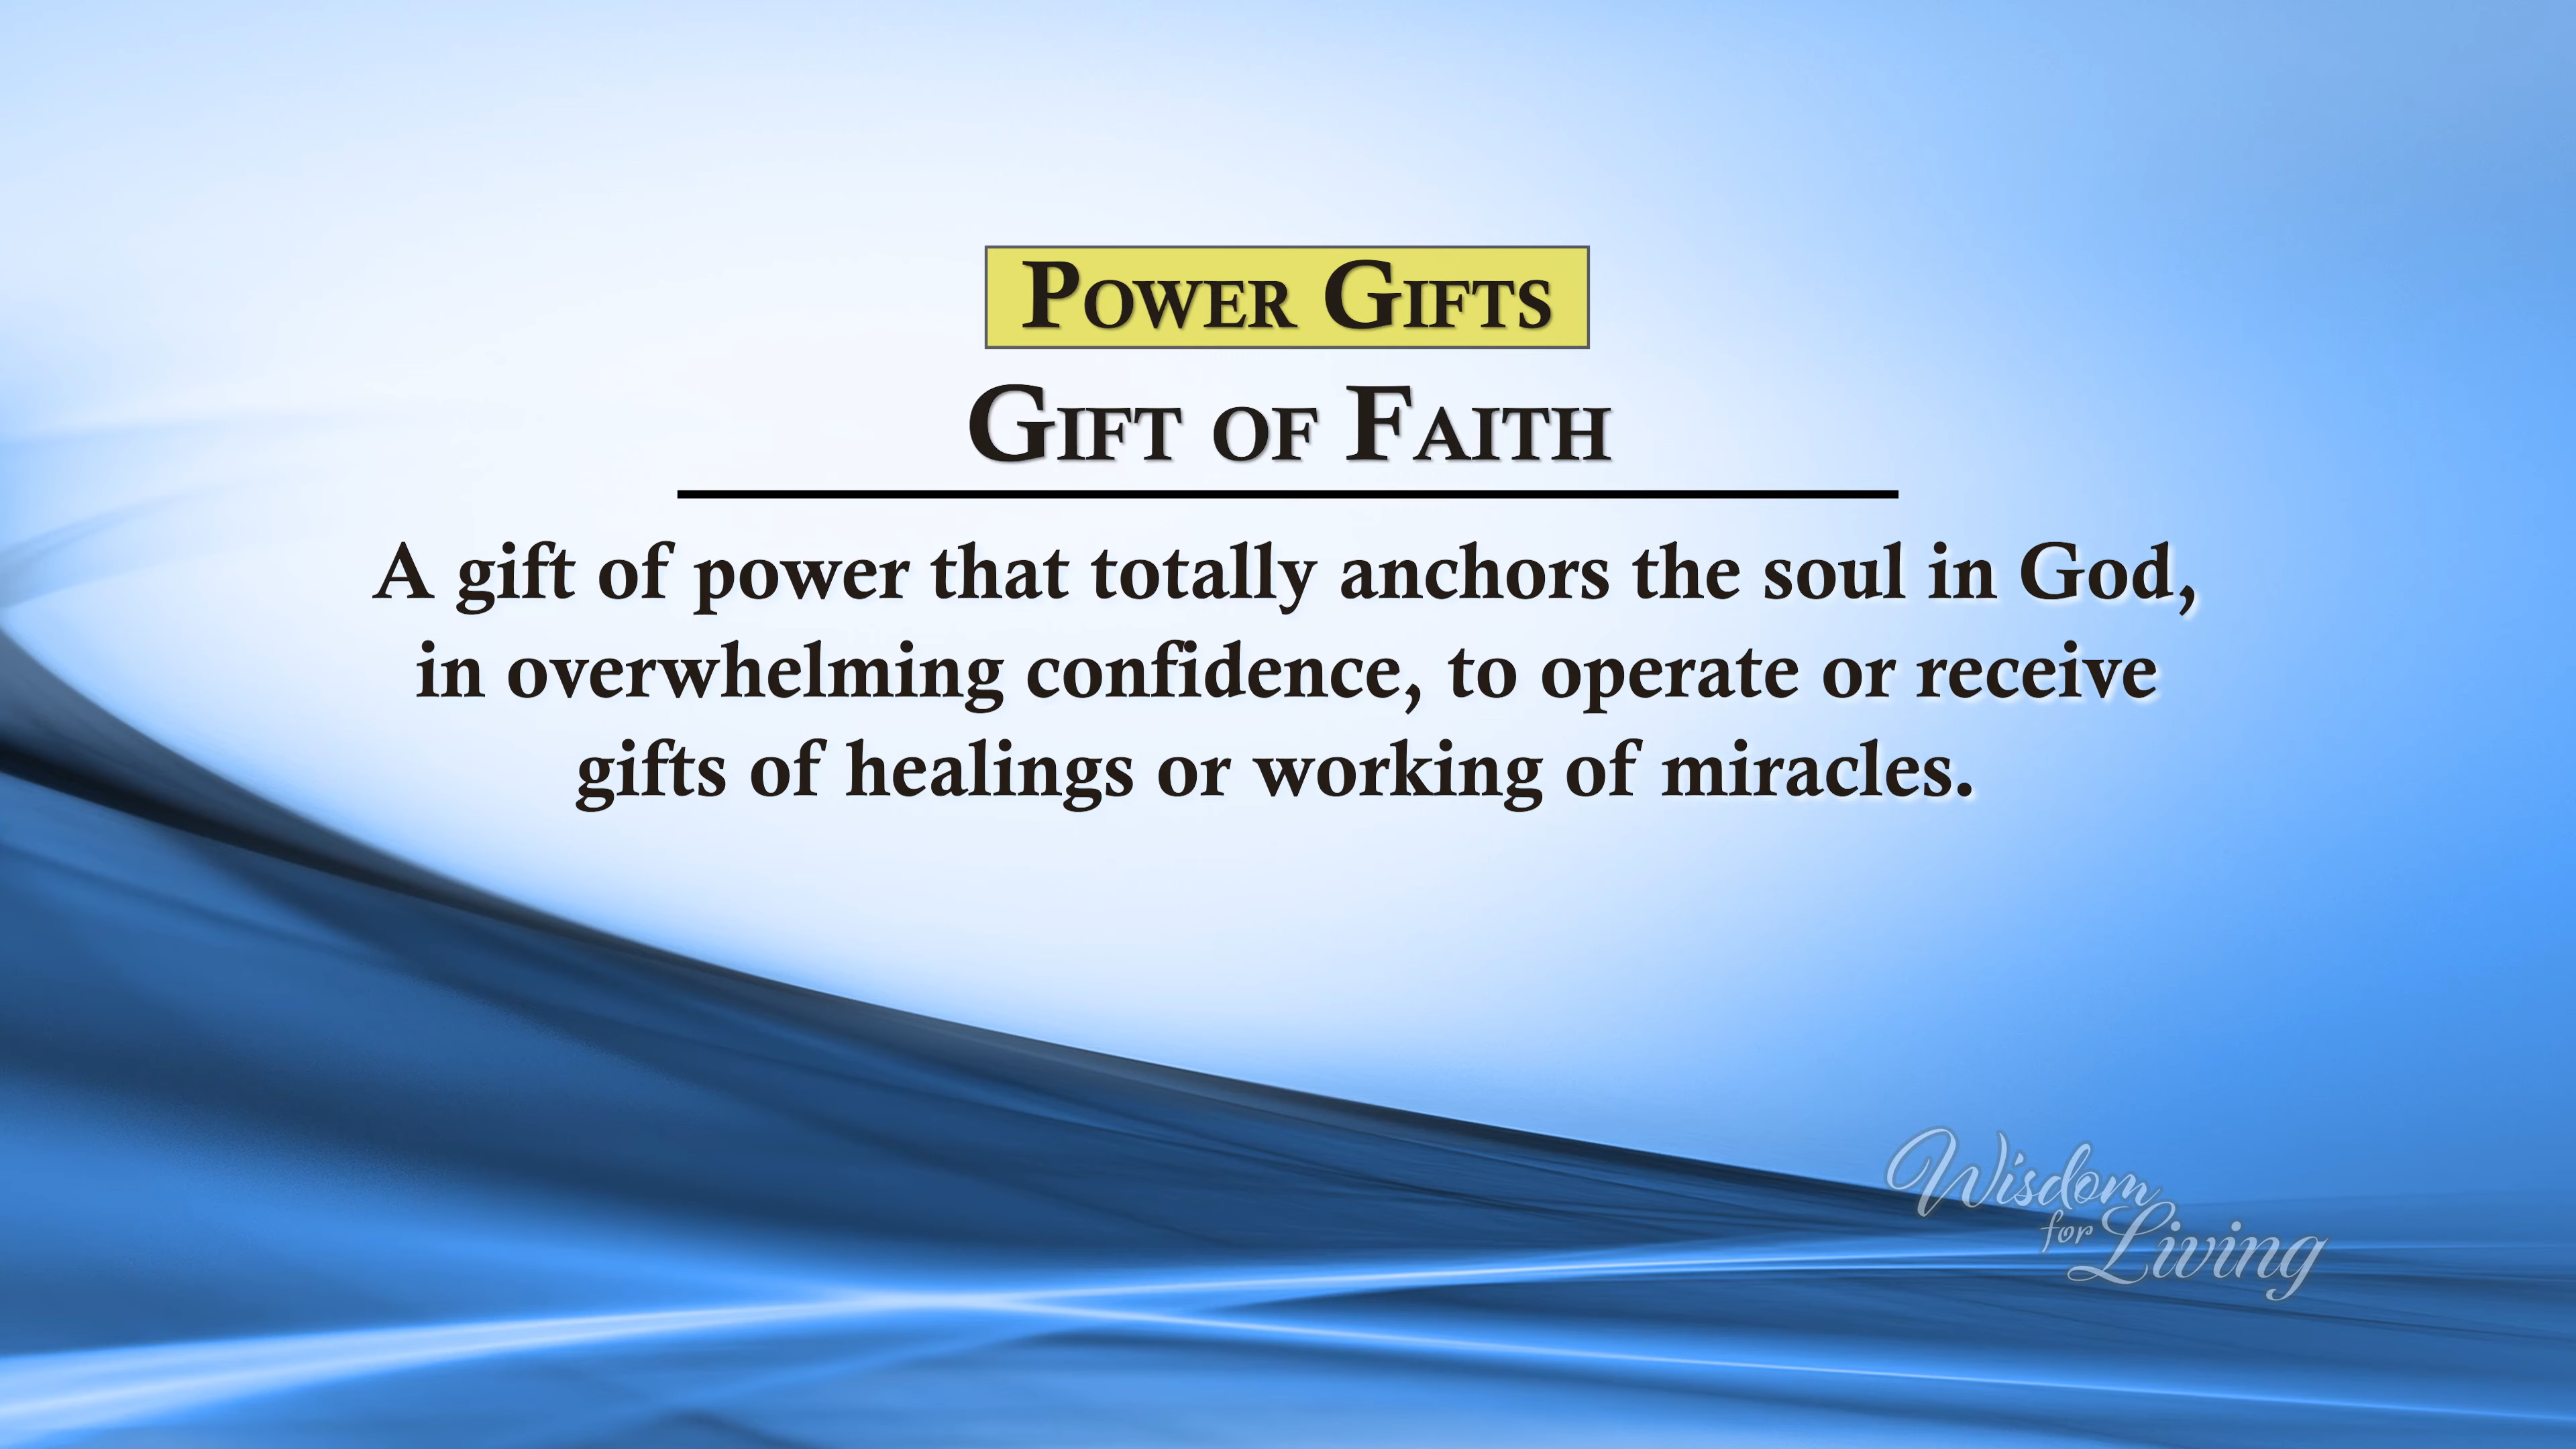 Power Gifts
Gift of Faith
A gift of power that totally anchors the soul in God,
in overwhelming confidence, to operate or receive
gifts of healings or working of miracles.
Wisdom
for Living